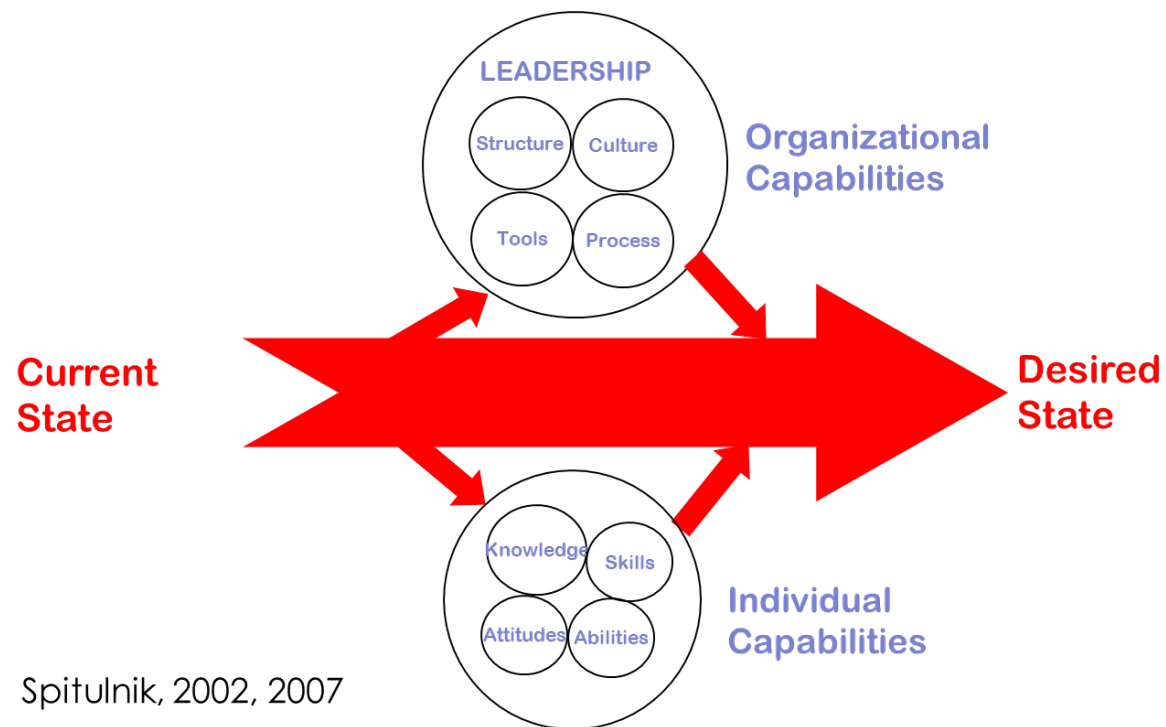 LEADERSHIP
Structure
Culture
Tools
Process
Organizational
Capabilities
Current
State
Desired
State
Knowledge
Skills
Attitudes
Abilities
Individual
Capabilities
Spitulnik, 2002, 2007